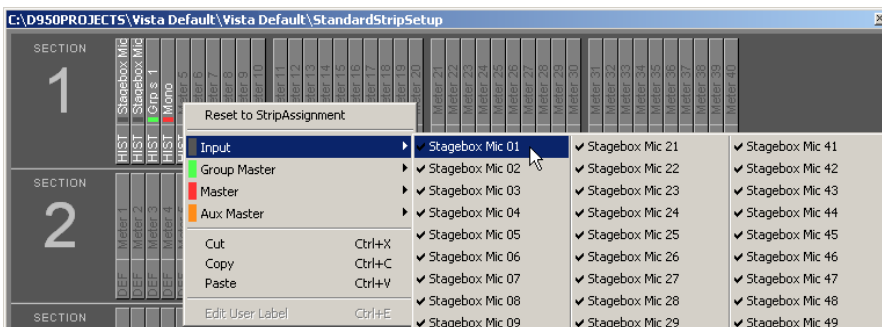 C:\D950PROJECTS\Vista Default\Vista Default\StandardStripSetup
SECTION
1
Stagebox Mic
Stagebox Mic
Grp s 1
Mono
Meter 5
Meter 6
Meter 7
Meter 8
Meter 9
Meter 10
Meter 11
Meter 12
Meter 13
Meter 14
Meter 15
Meter 16
Meter 17
Meter 18
Meter 19
Meter 20
Meter 21
Meter 22
Meter 23
Meter 24
Meter 25
Meter 26
Meter 27
Meter 28
Meter 29
Meter 30
Meter 31
Meter 32
Meter 33
Meter 34
Meter 35
Meter 36
Meter 37
Meter 38
Meter 39
Meter 40
HIST
HIST
HIST
HIST
Reset to StripAssignment
Input
Group Master
Master
Aux Master
Cut Ctrl+X
Copy Ctrl+C
Paste Ctrl+V
Edit User Label Ctrl+E
Stagebox Mic 01
Stagebox Mic 02
Stagebox Mic 03
Stagebox Mic 04
Stagebox Mic 05
Stagebox Mic 06
Stagebox Mic 07
Stagebox Mic 08
Stagebox Mic 09
Stagebox Mic 21
Stagebox Mic 22
Stagebox Mic 23
Stagebox Mic 24
Stagebox Mic 25
Stagebox Mic 26
Stagebox Mic 27
Stagebox Mic 28
Stagebox Mic 29
Stagebox Mic 41
Stagebox Mic 42
Stagebox Mic 43
Stagebox Mic 44
Stagebox Mic 45
Stagebox Mic 46
Stagebox Mic 47
Stagebox Mic 48
Stagebox Mic 49
SECTION
2
Meter 1
Meter 2
Meter 3
Meter 4
DEF
DEF
DEF
DEF
SECTION